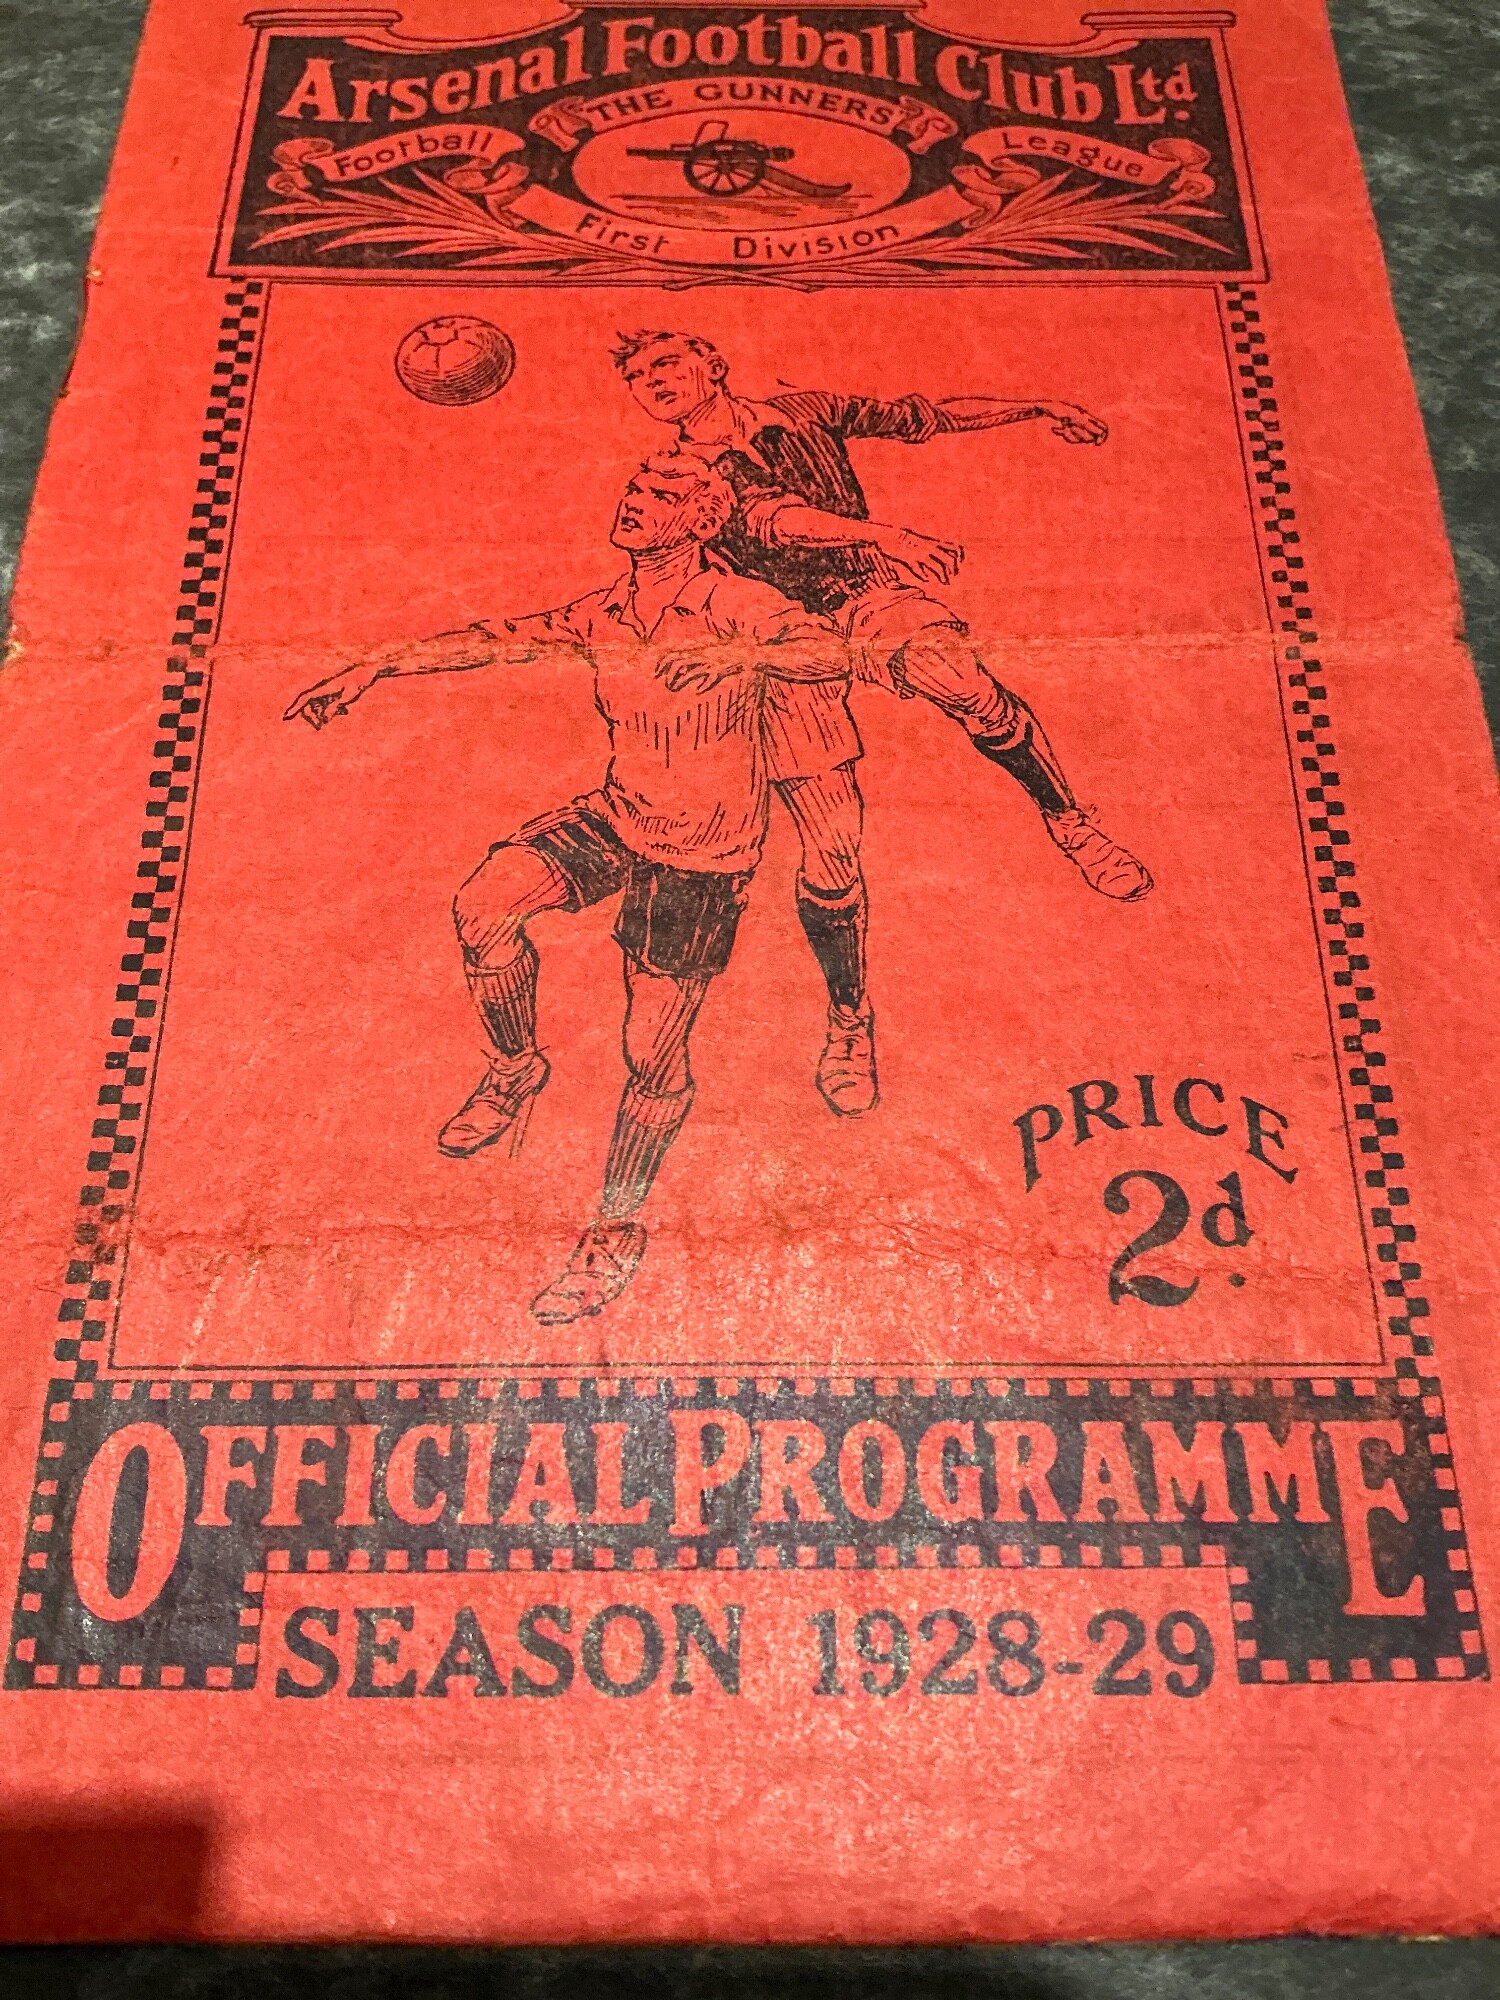 Arsenal Football Club Ltd.
THE GUNNERS
Football League
First Division
PRICE
2d.
OFFICIAL PROGRAMME
SEASON 1928-29